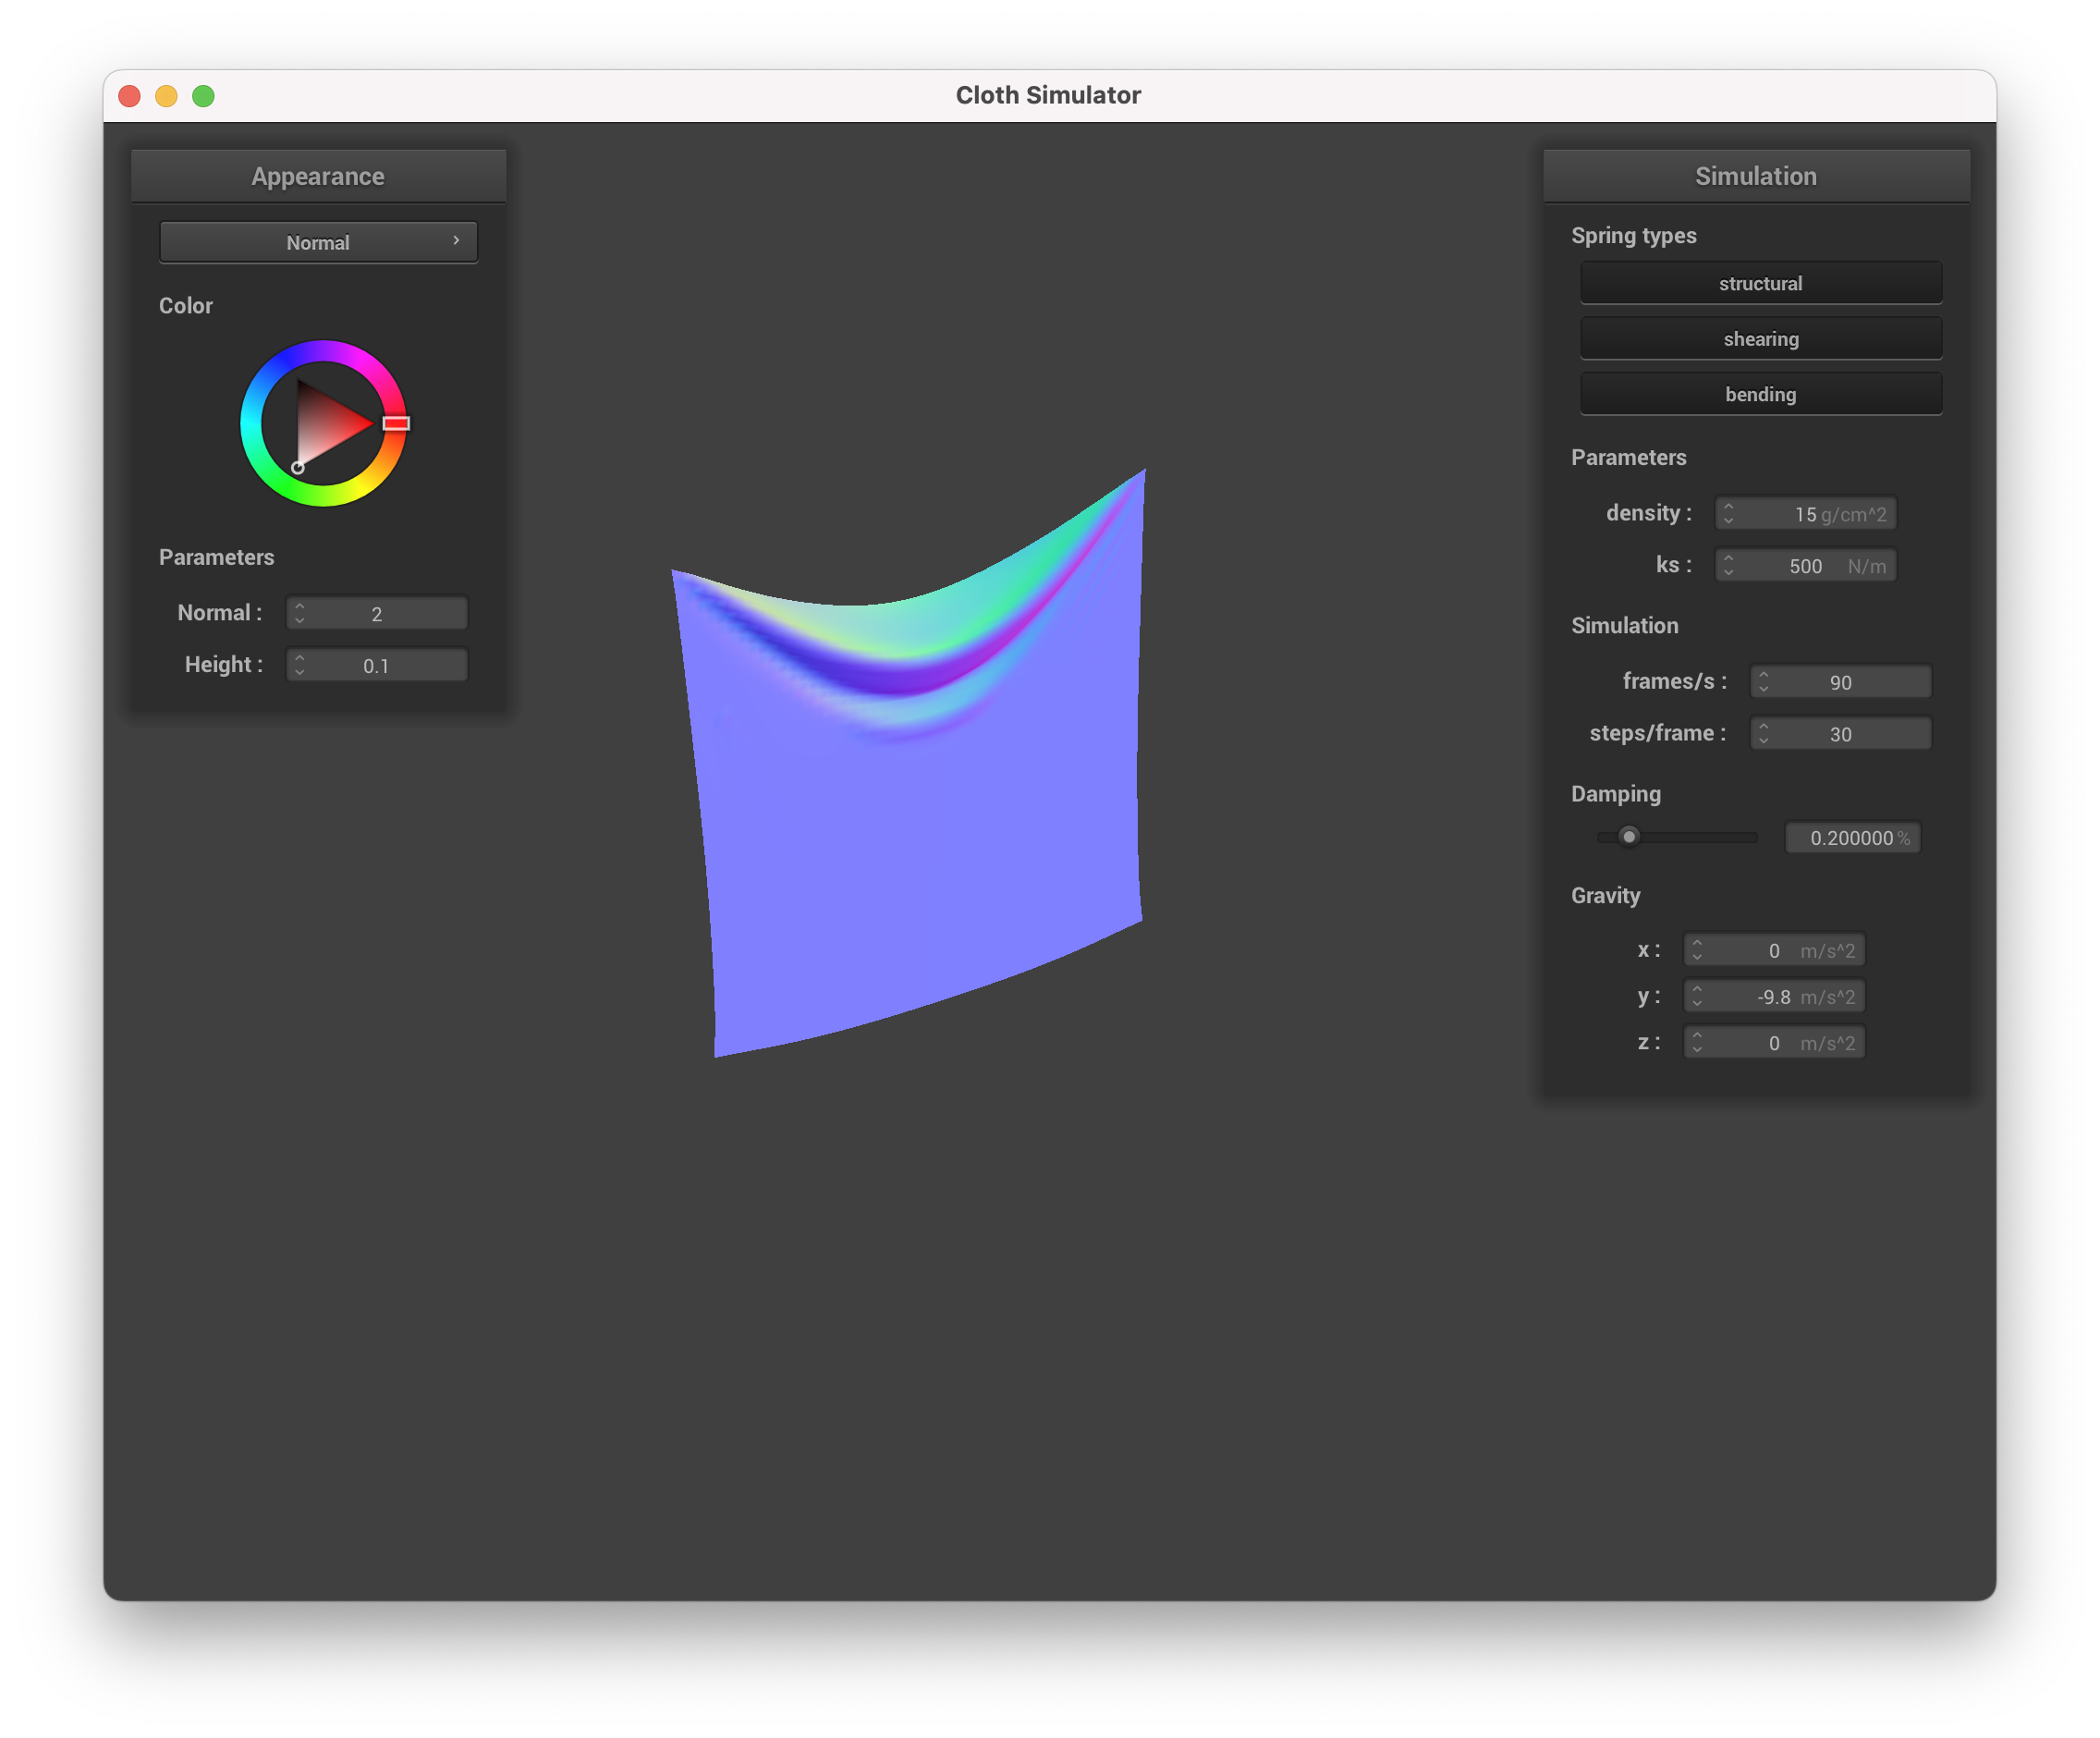 Cloth Simulator
Appearance
Normal
Color
Parameters
Normal : 2
Height : 0.1
Simulation
Spring types
structural
shearing
bending
Parameters
density : 15 g/cm^2
ks : 500 N/m
Simulation
frames/s : 90
steps/frame : 30
Damping
0.200000 %
Gravity
x : 0 m/s^2
y : -9.8 m/s^2
z : 0 m/s^2